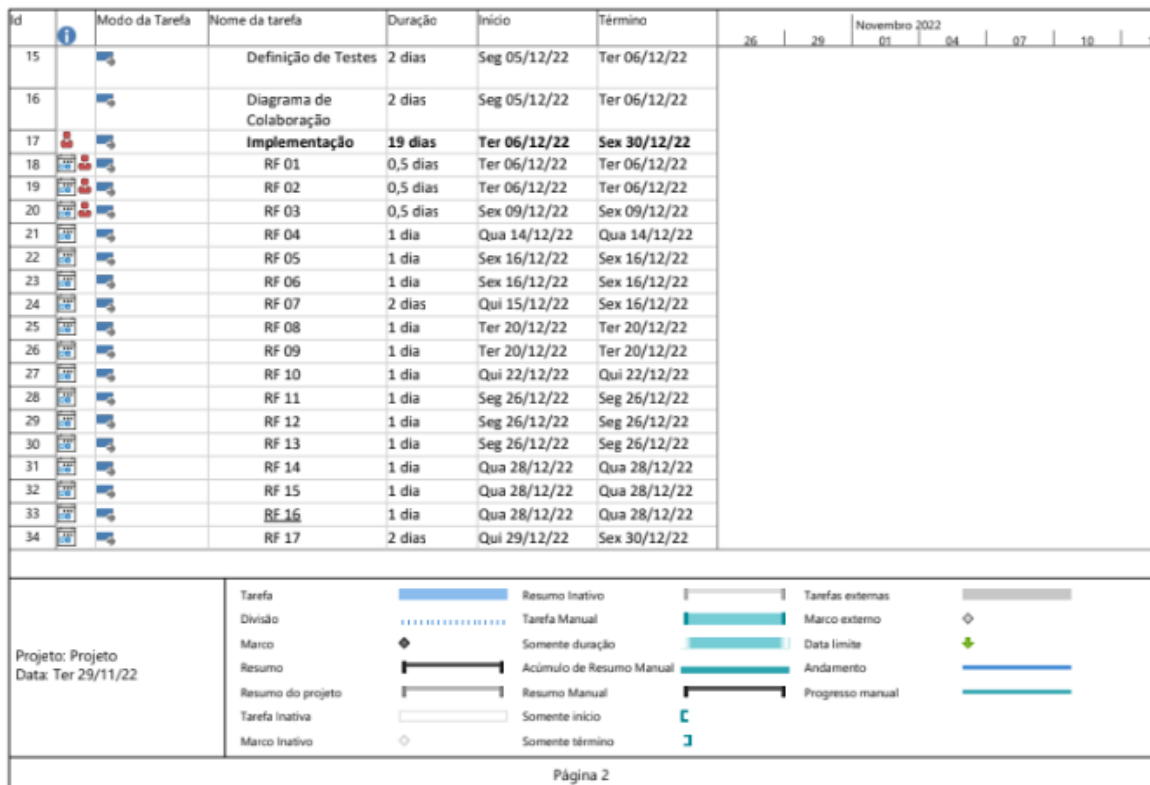 Id Modo da Tarefa Nome da tarefa Duração Início Término
Novembro 2022
26 29 01 04 07 10 1
15 Definição de Testes 2 dias Seg 05/12/22 Ter 06/12/22
16 Diagrama de Colaboração 2 dias Seg 05/12/22 Ter 06/12/22
17 Implementação 19 dias Ter 06/12/22 Sex 30/12/22
18 RF 01 0,5 dias Ter 06/12/22 Ter 06/12/22
19 RF 02 0,5 dias Ter 06/12/22 Ter 06/12/22
20 RF 03 0,5 dias Sex 09/12/22 Sex 09/12/22
21 RF 04 1 dia Qua 14/12/22 Qua 14/12/22
22 RF 05 1 dia Sex 16/12/22 Sex 16/12/22
23 RF 06 1 dia Sex 16/12/22 Sex 16/12/22
24 RF 07 2 dias Qui 15/12/22 Sex 16/12/22
25 RF 08 1 dia Ter 20/12/22 Ter 20/12/22
26 RF 09 1 dia Ter 20/12/22 Ter 20/12/22
27 RF 10 1 dia Qui 22/12/22 Qui 22/12/22
28 RF 11 1 dia Seg 26/12/22 Seg 26/12/22
29 RF 12 1 dia Seg 26/12/22 Seg 26/12/22
30 RF 13 1 dia Seg 26/12/22 Seg 26/12/22
31 RF 14 1 dia Qua 28/12/22 Qua 28/12/22
32 RF 15 1 dia Qua 28/12/22 Qua 28/12/22
33 RF 16 1 dia Qua 28/12/22 Qua 28/12/22
34 RF 17 2 dias Qui 29/12/22 Sex 30/12/22
Projeto: Projeto
Data: Ter 29/11/22
Tarefa Resumo Inativo Tarefas externas
Divisão Tarefa Manual Marco externo
Marco Somente duração Data limite
Resumo Acúmulo de Resumo Manual Andamento
Resumo do projeto Resumo Manual Progresso manual
Tarefa Inativa Somente início
Marco Inativo Somente término
Página 2